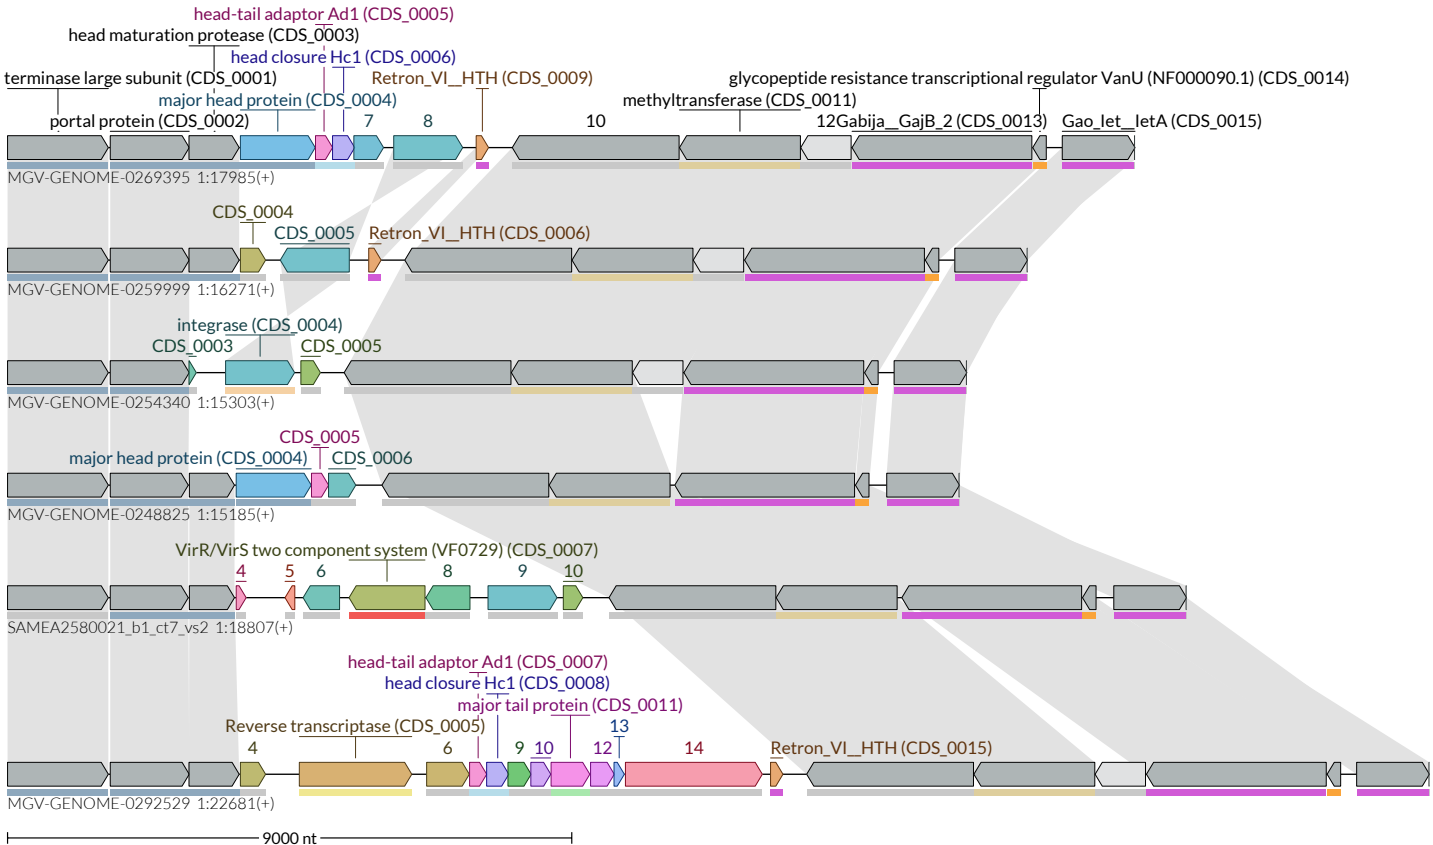 head-tail adaptor Ad1 (CDS_0005)
head maturation protease (CDS_0003)
head closure Hc1 (CDS_0006)
terminase large subunit (CDS_0001) Retron_VI__HTH (CDS_0009) glycopeptide resistance transcriptional regulator VanU (NF000090.1) (CDS_0014)
major head protein (CDS_0004) methyltransferase (CDS_0011)
portal protein (CDS_0002) 7 8 10 12 Gabija__GajB_2 (CDS_0013) Gao_let__letA (CDS_0015)
MGV-GENOME-0269395 1:17985(+)
CDS_0004
CDS_0005 Retron_VI__HTH (CDS_0006)
MGV-GENOME-0259999 1:16271(+)
integrase (CDS_0004)
CDS_0003 CDS_0005
MGV-GENOME-0254340 1:15303(+)
CDS_0005
major head protein (CDS_0004) CDS_0006
MGV-GENOME-0248825 1:15185(+)
VirR/VirS two component system (VF0729) (CDS_0007)
4 5 6 8 9 10
SAMEA2580021_b1_ct7_vs2 1:18807(+)
head-tail adaptor Ad1 (CDS_0007)
head closure Hc1 (CDS_0008)
major tail protein (CDS_0011)
Reverse transcriptase (CDS_0005) 13
4 6 9 10 12 14 Retron_VI__HTH (CDS_0015)
MGV-GENOME-0292529 1:22681(+)
9000 nt